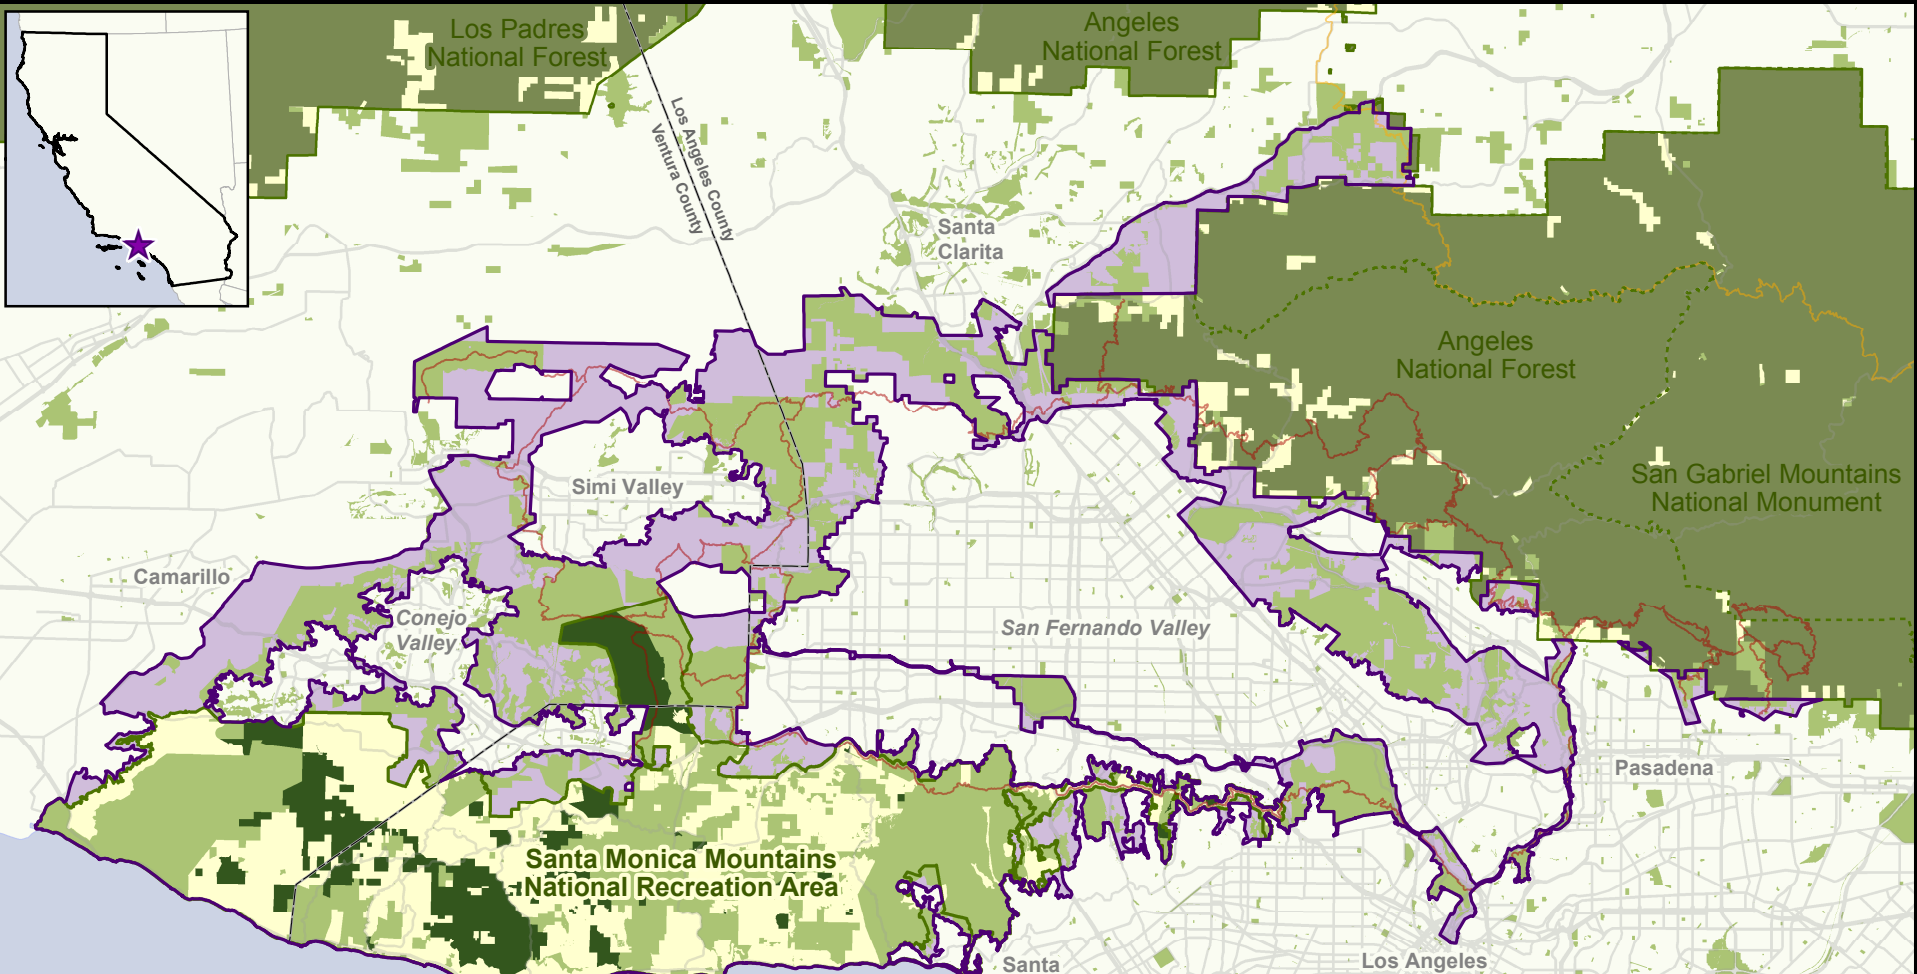 Los Padres
National Forest
Angeles
National Forest
Los Angeles County
Ventura County
Santa
Clarita
Angeles
National Forest
San Gabriel Mountains
National Monument
Simi Valley
Camarillo
Conejo
Valley
San Fernando Valley
Pasadena
Santa Monica Mountains
National Recreation Area
Santa
Los Angeles